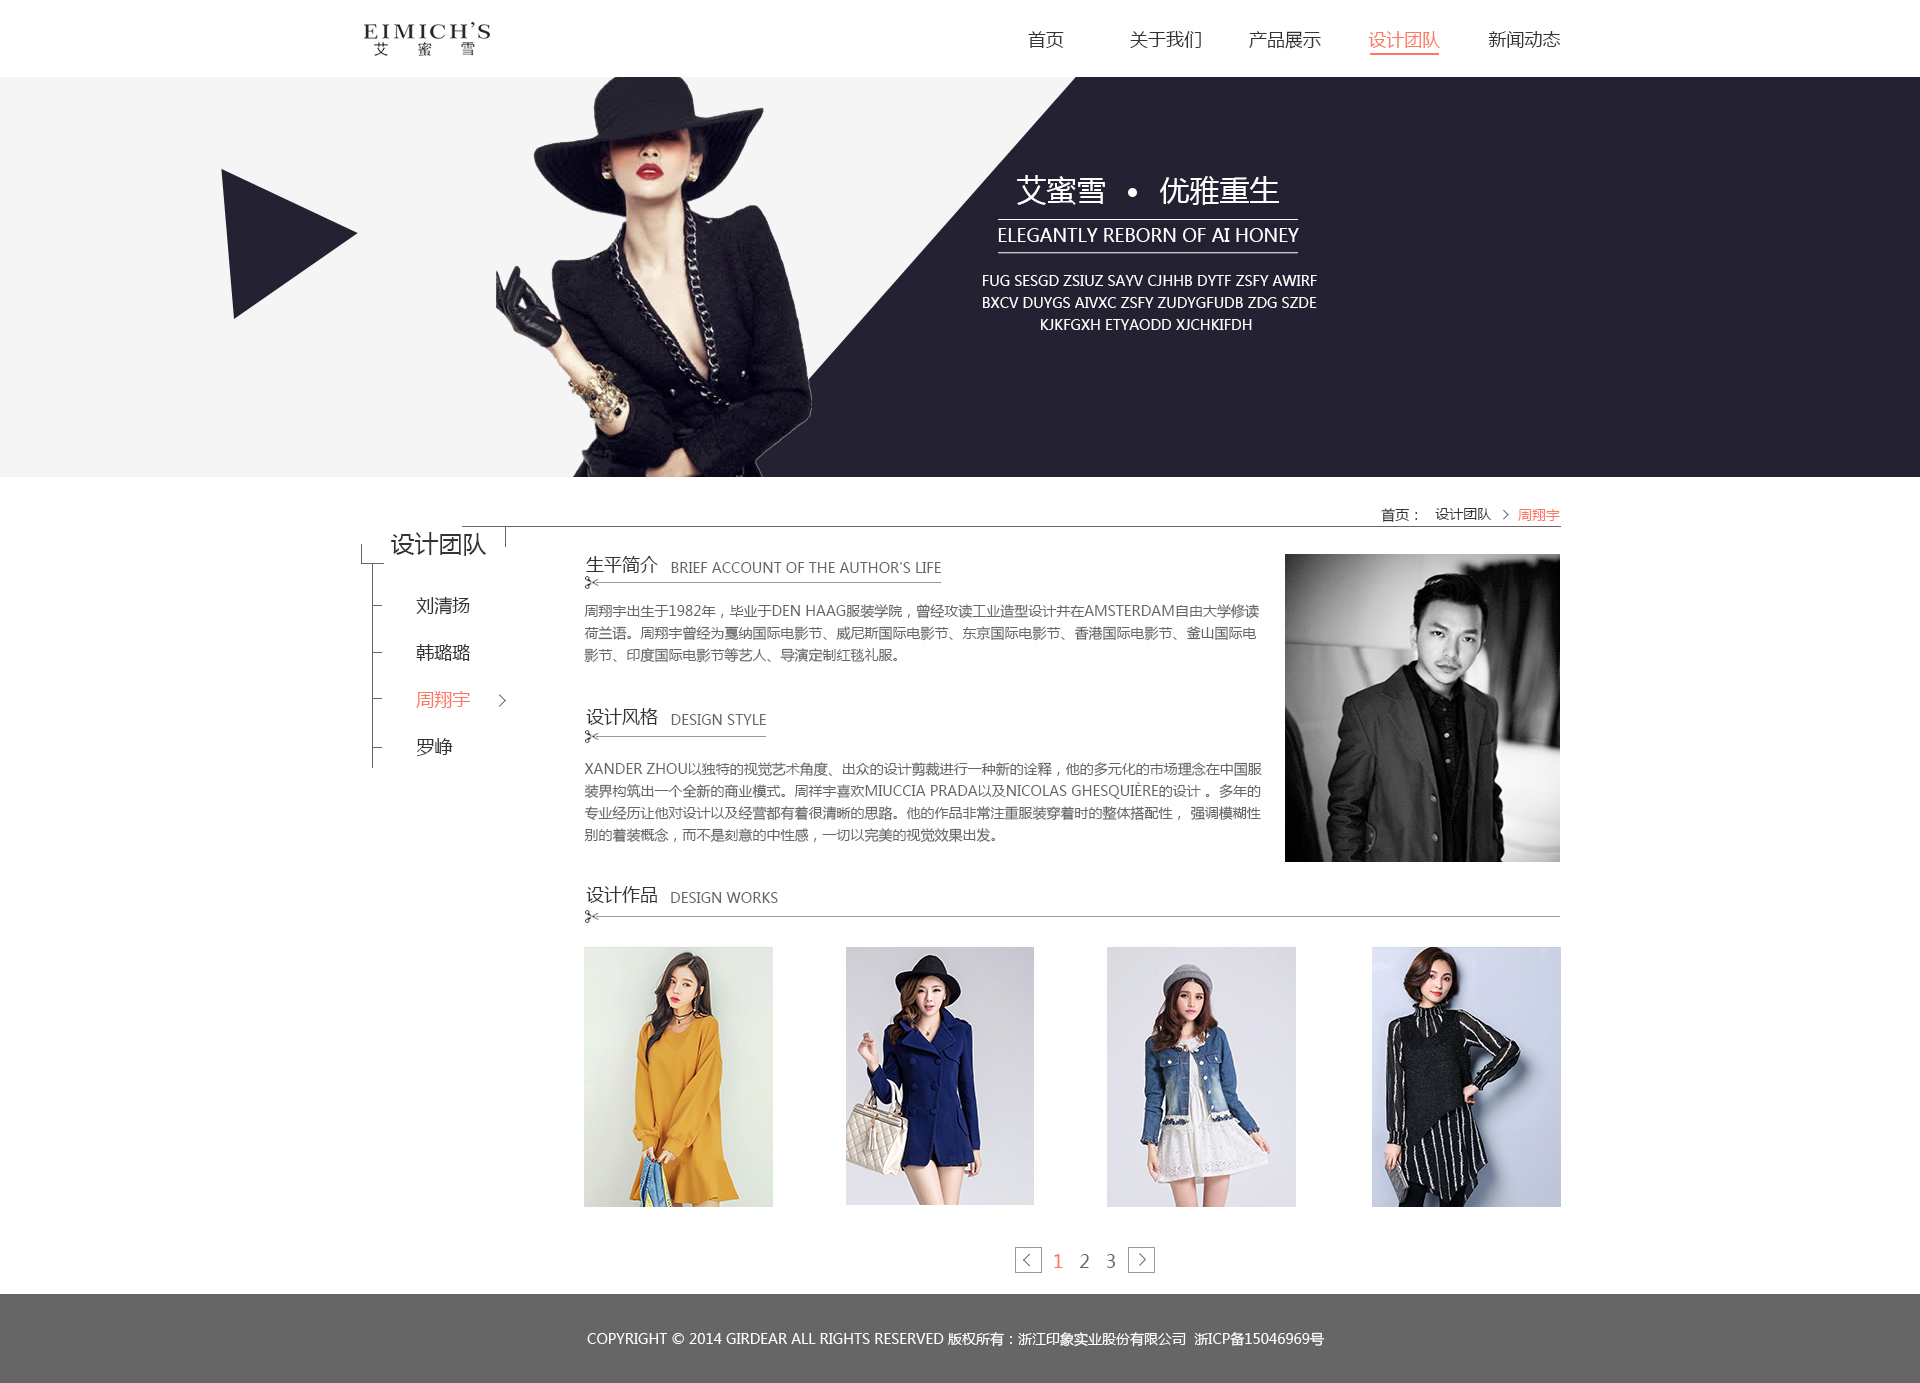 EIMICH'S
艾蜜雪
首页 关于我们 产品展示 设计团队 新闻动态
艾蜜雪 • 优雅重生
ELEGANTLY REBORN OF AI HONEY
FUG SESGD ZSIUZ SAYV CJHHB DYTF ZSFY AWIRF
BXCV DUYGS AIVXC ZSFY ZUDYGFUDB ZDG SZDE
KJKFGXH ETYAODD XJCHKIFDH
首页： 设计团队 > 周翔宇
设计团队
刘清扬
韩璐璐
周翔宇 >
罗峥
生平简介 BRIEF ACCOUNT OF THE AUTHOR'S LIFE
周翔宇出生于1982年，毕业于DEN HAAG服装学院，曾经攻读工业造型设计并在AMSTERDAM自由大学修读
荷兰语。周翔宇曾经为戛纳国际电影节、威尼斯国际电影节、东京国际电影节、香港国际电影节、釜山国际电
影节、印度国际电影节等艺人、导演定制红毯礼服。
设计风格 DESIGN STYLE
XANDER ZHOU以独特的视觉艺术角度、出众的设计剪裁进行一种新的诠释，他的多元化的市场理念在中国服
装界构筑出一个全新的商业模式。周祥宇喜欢MIUCCIA PRADA以及NICOLAS GHESQUIÈRE的设计 。多年的
专业经历让他对设计以及经营都有着很清晰的思路。他的作品非常注重服装穿着时的整体搭配性， 强调模糊性
别的着装概念，而不是刻意的中性感，一切以完美的视觉效果出发。
设计作品 DESIGN WORKS
< 1 2 3 >
COPYRIGHT © 2014 GIRDEAR ALL RIGHTS RESERVED 版权所有：浙江印象实业股份有限公司 浙ICP备15046969号